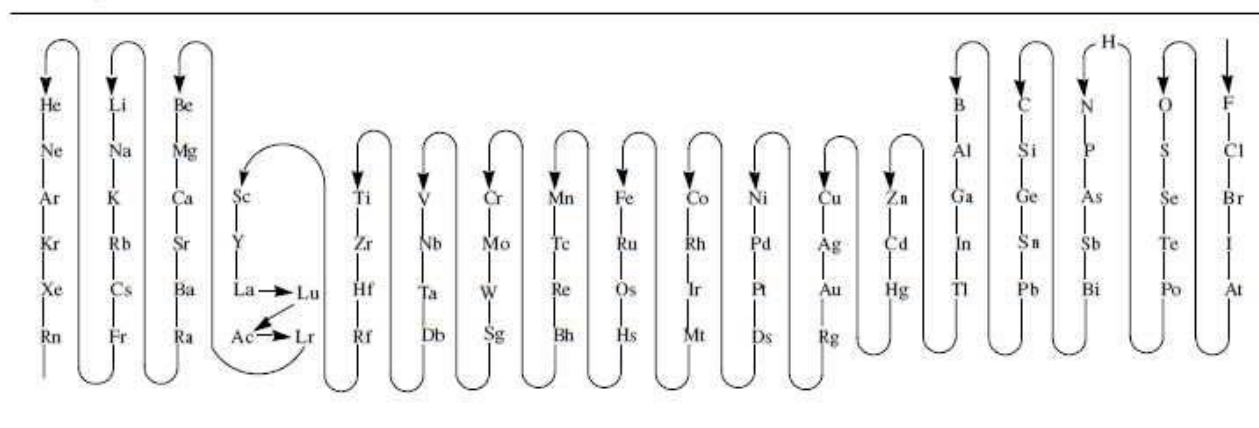 H
He Li Be B C N O F
Ne Na Mg Al Si P S Cl
Ar K Ca Sc Ti V Cr Mn Fe Co Ni Cu Zn Ga Ge As Se Br
Kr Rb Sr Y Zr Nb Mo Tc Ru Rh Pd Ag Cd In Sn Sb Te I
Xe Cs Ba La Lu Hf Ta W Re Os Ir Pt Au Hg Tl Pb Bi Po At
Rn Fr Ra Ac Lr Rf Db Sg Bh Hs Mt Ds Rg